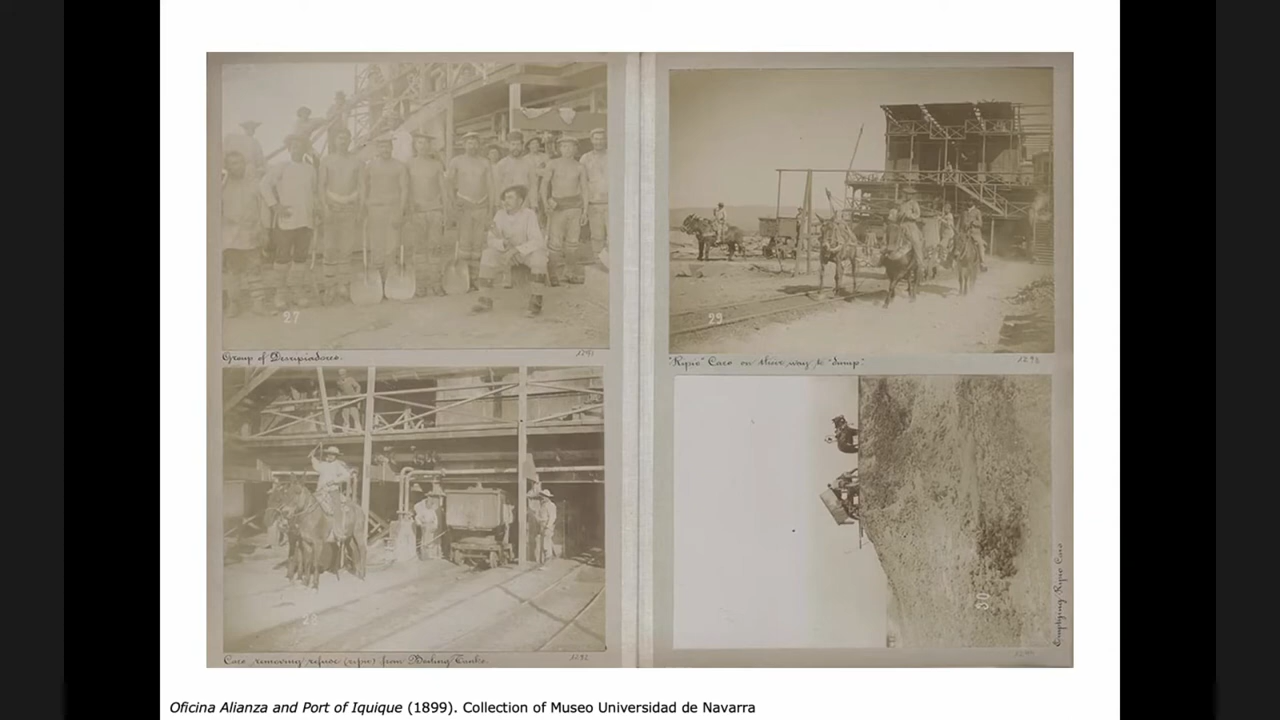 27
Group of Desripiadores.
1291
29
"Ripio" Cars on their way to "dump".
28
Cars removing refuse (ripio) from Boiling Tanks.
1292
30
Emptying Ripio Cars
Oficina Alianza and Port of Iquique (1899). Collection of Museo Universidad de Navarra